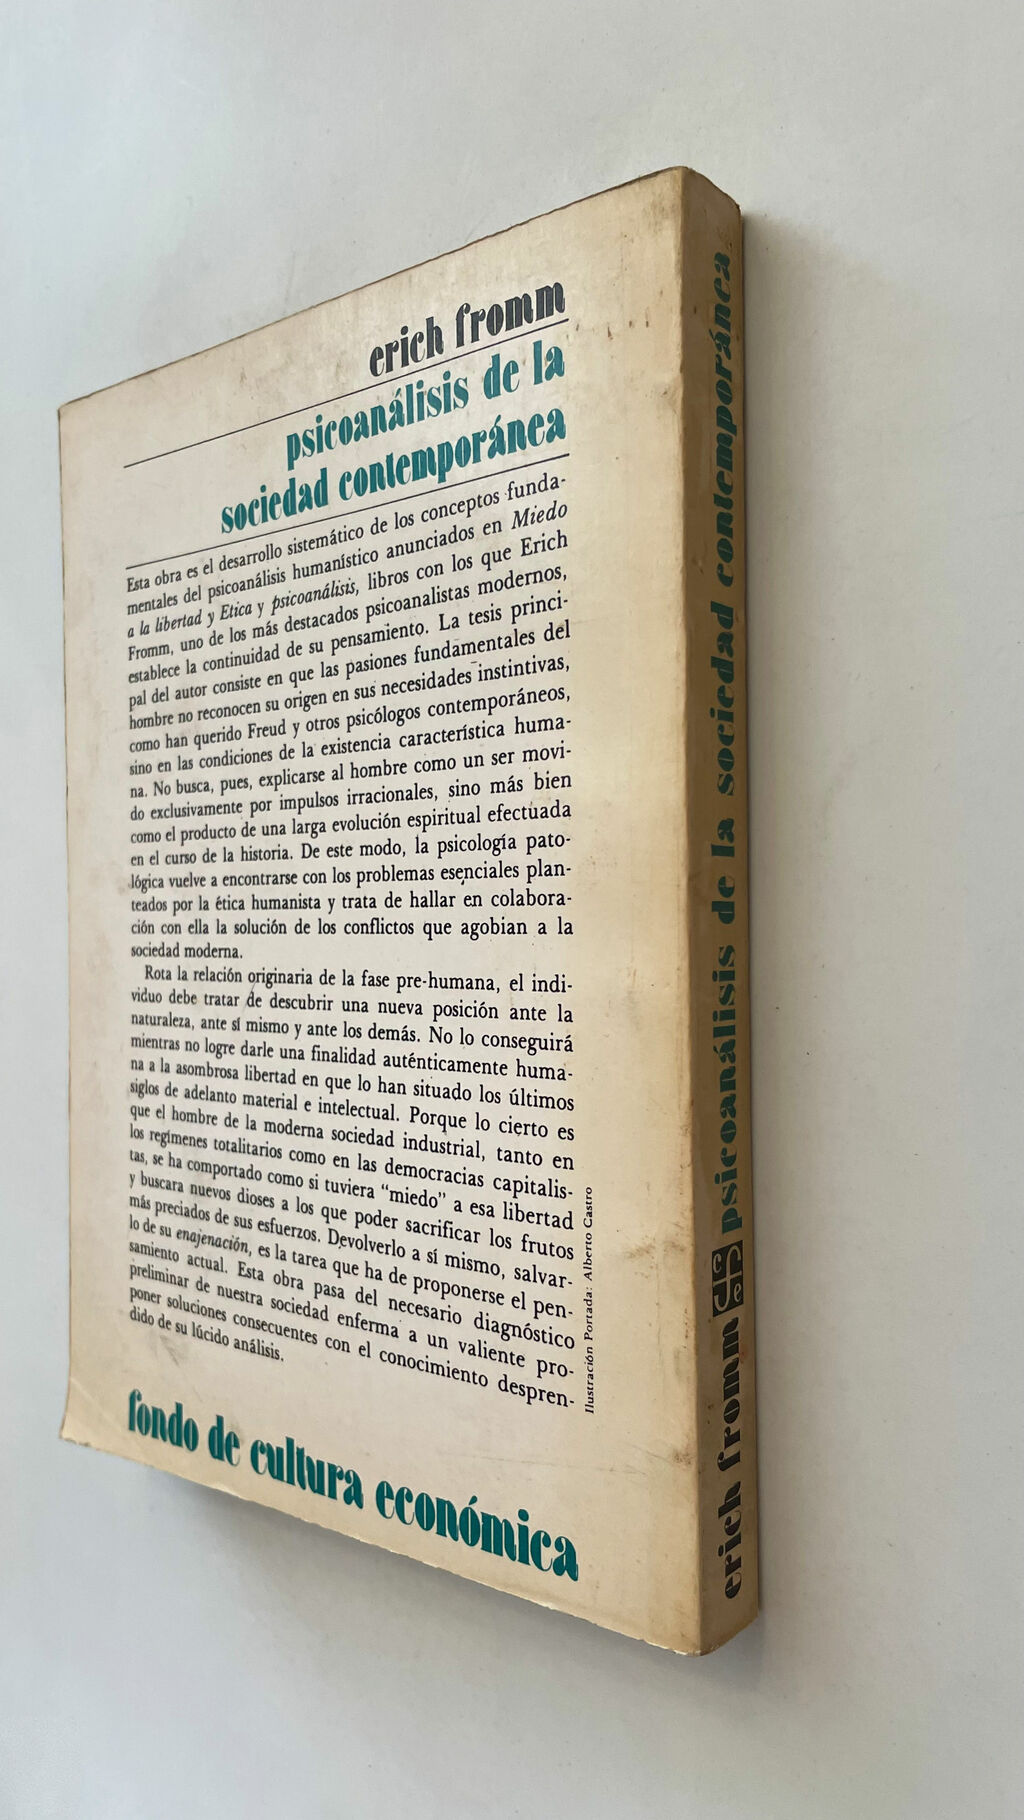 erich fromm
psicoanálisis de la
sociedad contemporánea
Esta obra es el desarrollo sistemático de los conceptos funda-
mentales del psicoanálisis humanístico anunciados en Miedo
a la libertad y Etica y psicoanálisis, libros con los que Erich
Fromm, uno de los más destacados psicoanalistas modernos,
establece la continuidad de su pensamiento. La tesis princi-
pal del autor consiste en que las pasiones fundamentales del
hombre no reconocen su origen en sus necesidades instintivas,
como han querido Freud y otros psicólogos contemporáneos,
sino en las condiciones de la existencia característica huma-
na. No busca, pues, explicarse al hombre como un ser movi-
do exclusivamente por impulsos irracionales, sino más bien
como el producto de una larga evolución espiritual efectuada
en el curso de la historia. De este modo, la psicología pato-
lógica vuelve a encontrarse con los problemas esenciales plan-
teados por la ética humanista y trata de hallar en colabora-
ción con ella la solución de los conflictos que agobian a la
sociedad moderna.
Rota la relación originaria de la fase pre-humana, el indi-
viduo debe tratar de descubrir una nueva posición ante la
naturaleza, ante sí mismo y ante los demás. No lo conseguirá
mientras no logre darle una finalidad auténticamente huma-
na a la asombrosa libertad en que lo han situado los últimos
siglos de adelanto material e intelectual. Porque lo cierto es
que el hombre de la moderna sociedad industrial, tanto en
los regímenes totalitarios como en las democracias capitalis-
tas, se ha comportado como si tuviera "miedo" a esa libertad
y buscara nuevos dioses a los que poder sacrificar los frutos
más preciados de sus esfuerzos. Devolverlo a sí mismo, salvar-
lo de su enajenación, es la tarea que ha de proponerse el pen-
samiento actual. Esta obra pasa del necesario diagnóstico
preliminar de nuestra sociedad enferma a un valiente pro-
poner soluciones consecuentes con el conocimiento despren-
dido de su lúcido análisis.
Ilustración Portada: Alberto Castro
fondo de cultura económica
erich fromm fce psicoanálisis de la sociedad contemporánea